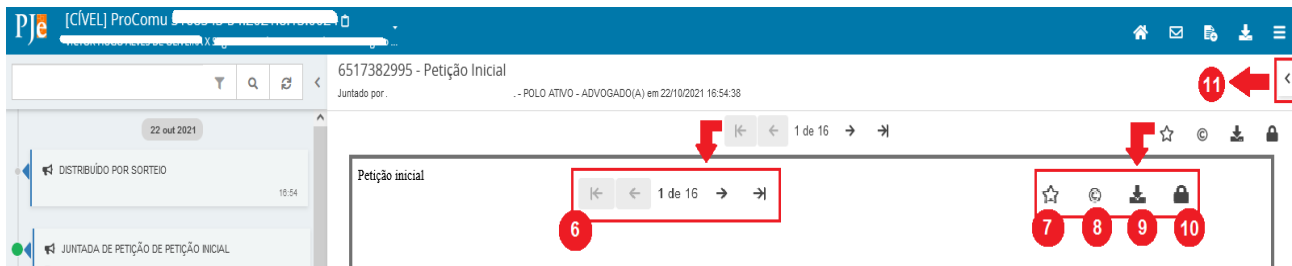 PJe
[CÍVEL] ProComu
X
6517382995 - Petição Inicial
Juntado por . . - POLO ATIVO - ADVOGADO(A) em 22/10/2021 16:54:38
11
22 out 2021
1 de 16
DISTRIBUÍDO POR SORTEIO
16:54
Petição inicial
1 de 16
6
7
8
9
10
JUNTADA DE PETIÇÃO DE PETIÇÃO INICIAL